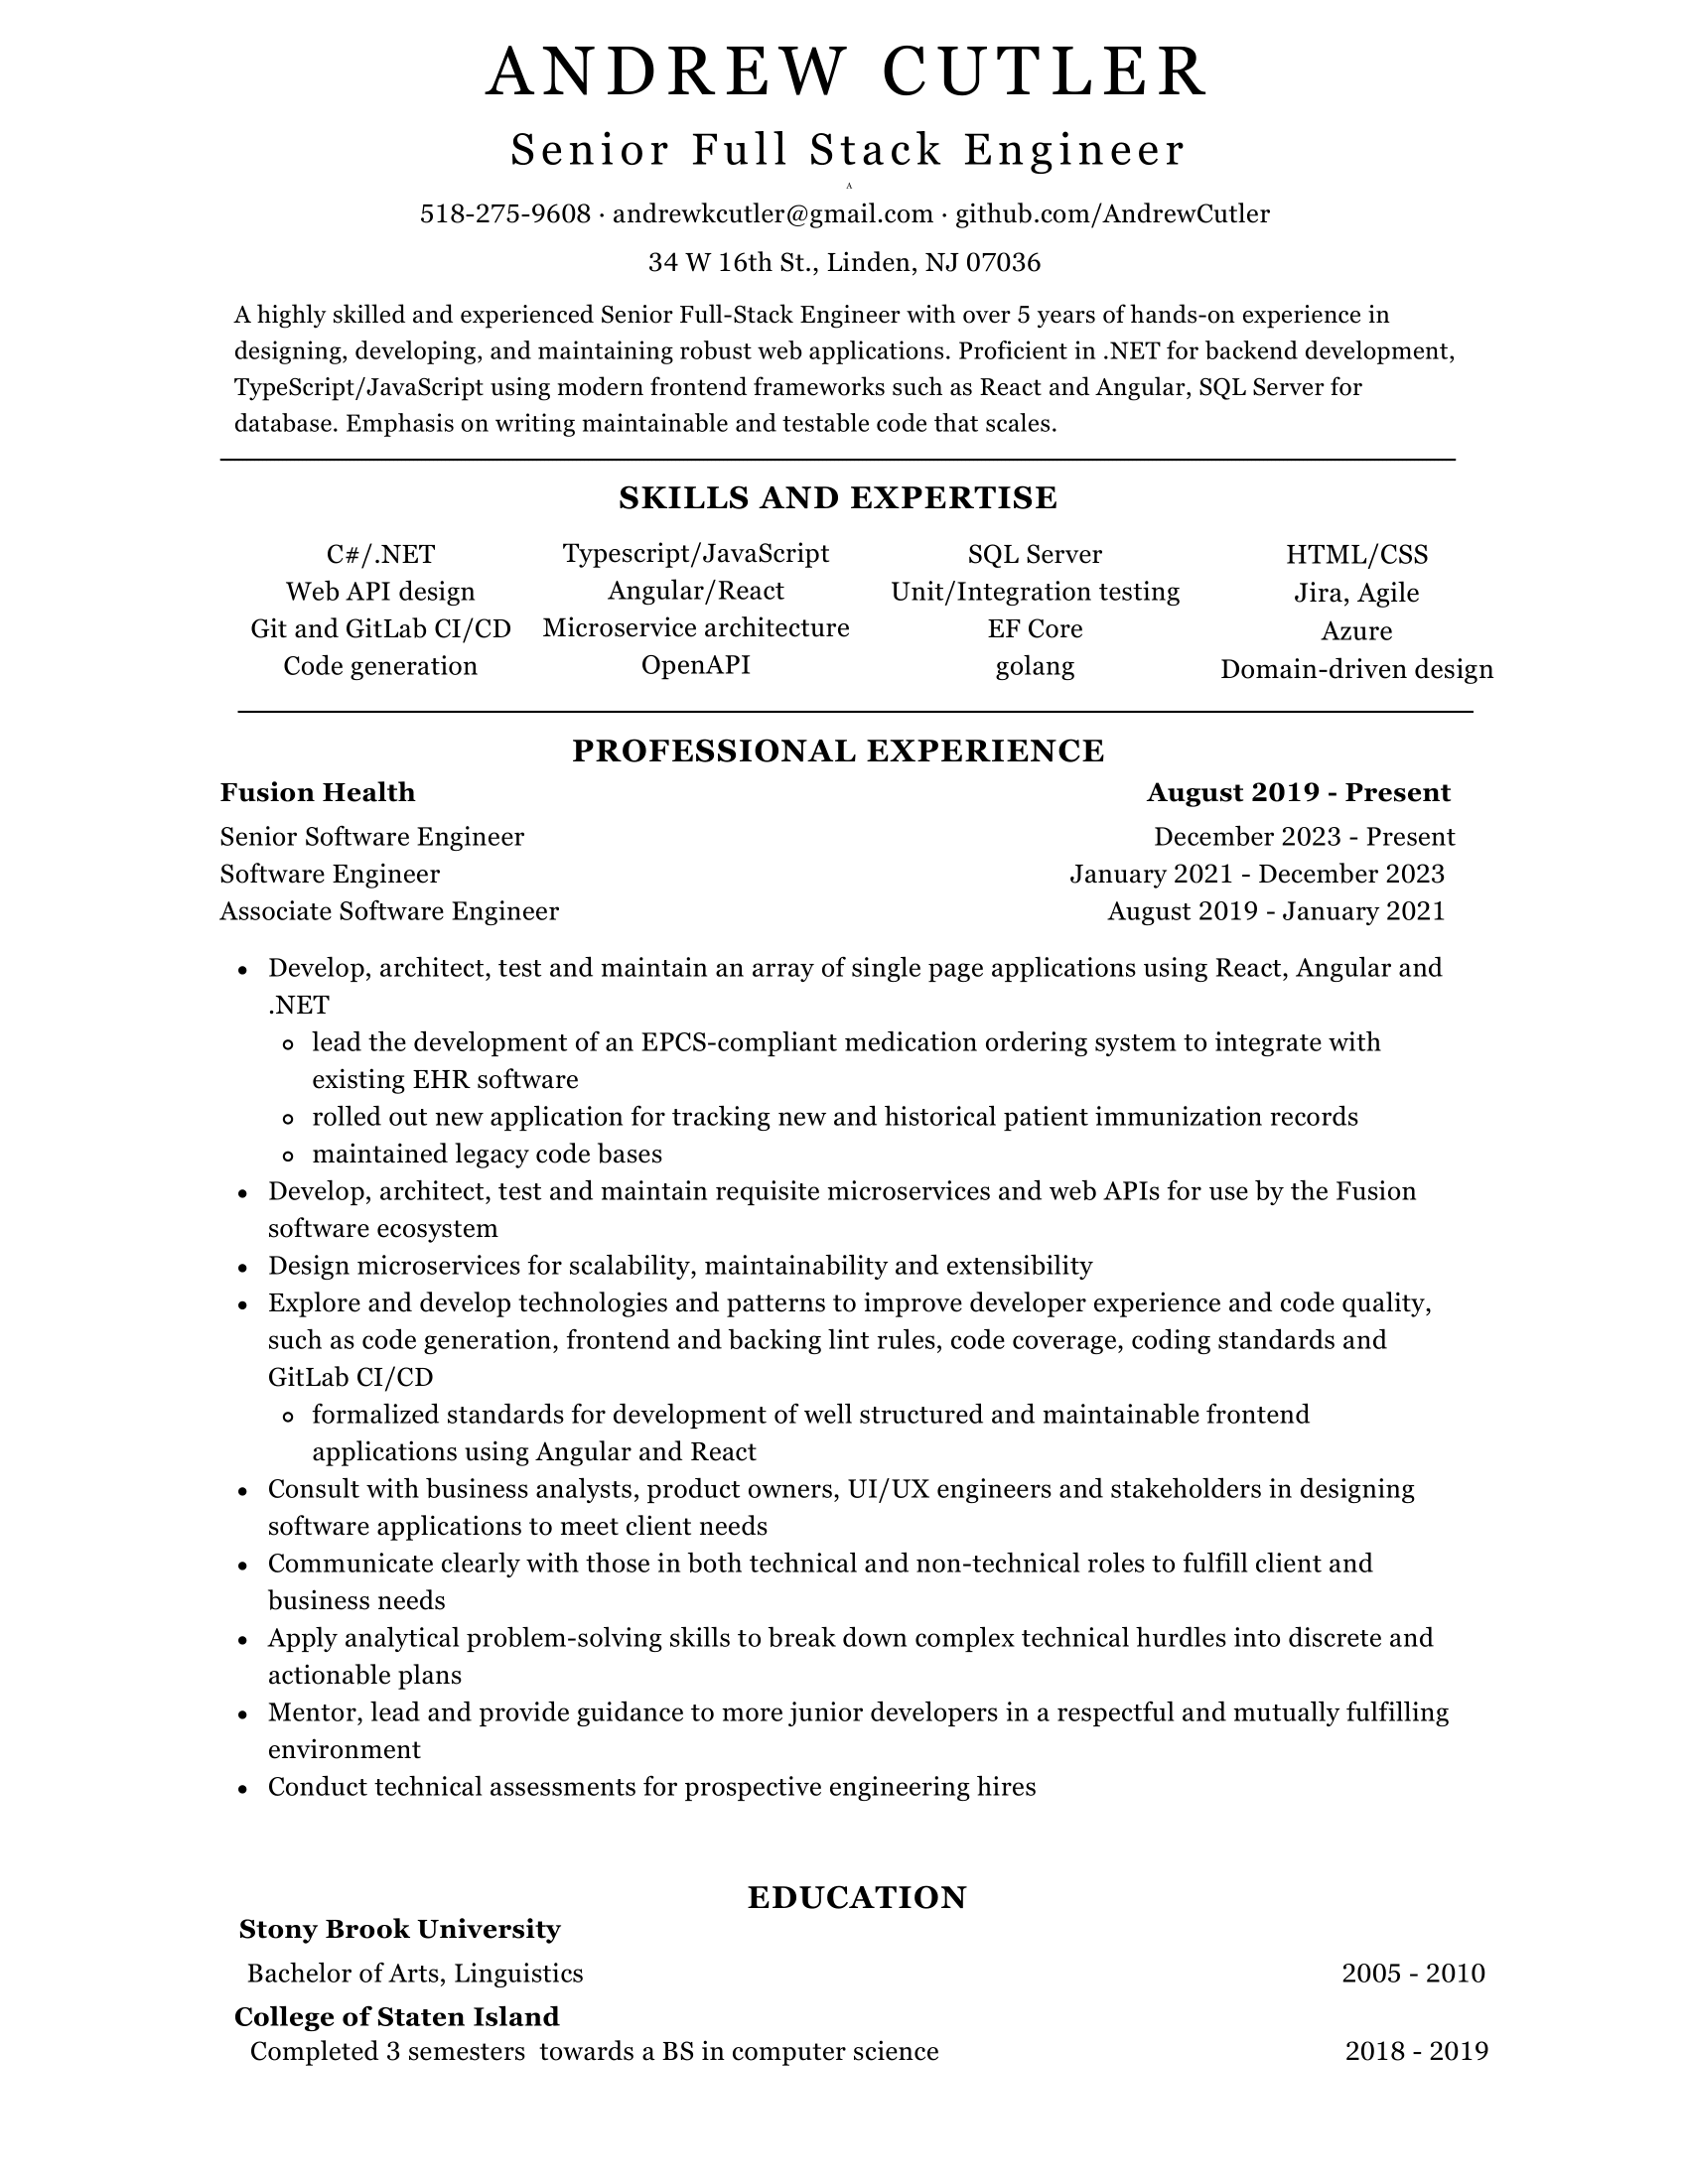 ANDREW CUTLER
Senior Full Stack Engineer
A
518-275-9608 · andrewkcutler@gmail.com · github.com/AndrewCutler
34 W 16th St., Linden, NJ 07036
A highly skilled and experienced Senior Full-Stack Engineer with over 5 years of hands-on experience in
designing, developing, and maintaining robust web applications. Proficient in .NET for backend development,
TypeScript/JavaScript using modern frontend frameworks such as React and Angular, SQL Server for
database. Emphasis on writing maintainable and testable code that scales.
SKILLS AND EXPERTISE
C#/.NET
Web API design
Git and GitLab CI/CD
Code generation
Typescript/JavaScript
Angular/React
Microservice architecture
OpenAPI
SQL Server
Unit/Integration testing
EF Core
golang
HTML/CSS
Jira, Agile
Azure
Domain-driven design
PROFESSIONAL EXPERIENCE
Fusion Health August 2019 - Present
Senior Software Engineer December 2023 - Present
Software Engineer January 2021 - December 2023
Associate Software Engineer August 2019 - January 2021
• Develop, architect, test and maintain an array of single page applications using React, Angular and
.NET
◦ lead the development of an EPCS-compliant medication ordering system to integrate with
existing EHR software
◦ rolled out new application for tracking new and historical patient immunization records
◦ maintained legacy code bases
• Develop, architect, test and maintain requisite microservices and web APIs for use by the Fusion
software ecosystem
• Design microservices for scalability, maintainability and extensibility
• Explore and develop technologies and patterns to improve developer experience and code quality,
such as code generation, frontend and backing lint rules, code coverage, coding standards and
GitLab CI/CD
◦ formalized standards for development of well structured and maintainable frontend
applications using Angular and React
• Consult with business analysts, product owners, UI/UX engineers and stakeholders in designing
software applications to meet client needs
• Communicate clearly with those in both technical and non-technical roles to fulfill client and
business needs
• Apply analytical problem-solving skills to break down complex technical hurdles into discrete and
actionable plans
• Mentor, lead and provide guidance to more junior developers in a respectful and mutually fulfilling
environment
• Conduct technical assessments for prospective engineering hires
EDUCATION
Stony Brook University
Bachelor of Arts, Linguistics 2005 - 2010
College of Staten Island
Completed 3 semesters  towards a BS in computer science 2018 - 2019